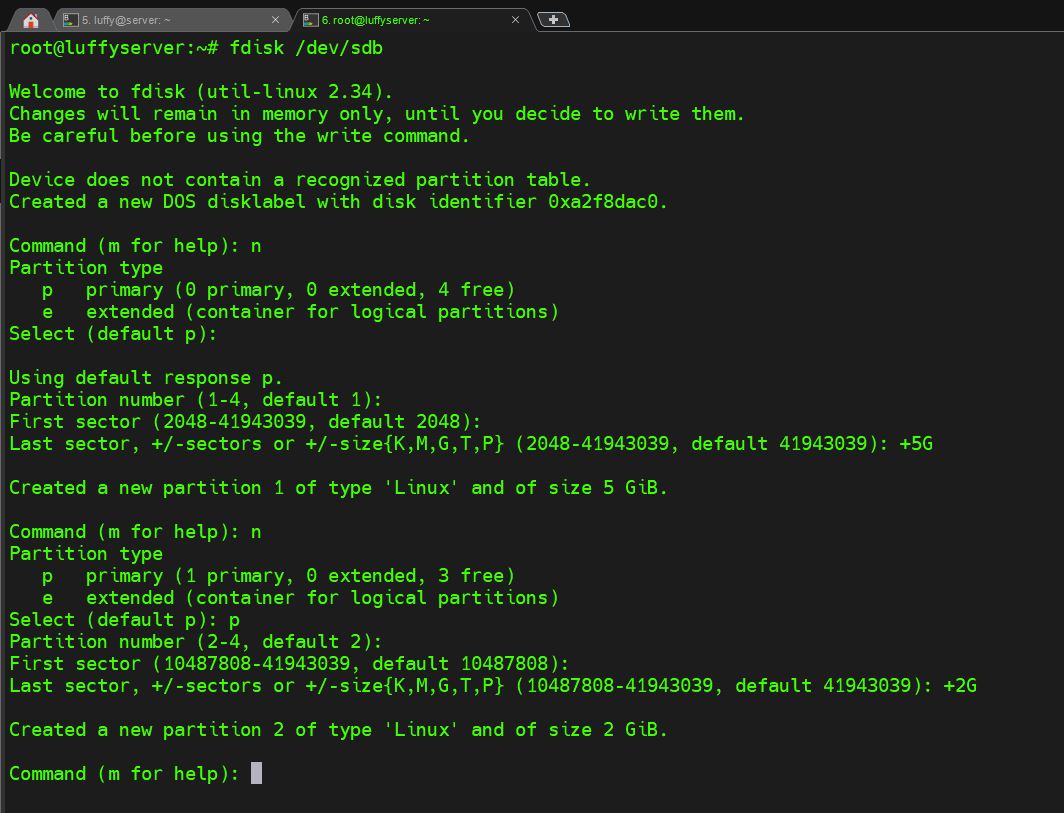 5. luffy@server: ~
6. root@luffyserver: ~
root@luffyserver:~# fdisk /dev/sdb
Welcome to fdisk (util-linux 2.34).
Changes will remain in memory only, until you decide to write them.
Be careful before using the write command.
Device does not contain a recognized partition table.
Created a new DOS disklabel with disk identifier 0xa2f8dac0.
Command (m for help): n
Partition type
   p   primary (0 primary, 0 extended, 4 free)
   e   extended (container for logical partitions)
Select (default p):
Using default response p.
Partition number (1-4, default 1):
First sector (2048-41943039, default 2048):
Last sector, +/-sectors or +/-size{K,M,G,T,P} (2048-41943039, default 41943039): +5G
Created a new partition 1 of type 'Linux' and of size 5 GiB.
Command (m for help): n
Partition type
   p   primary (1 primary, 0 extended, 3 free)
   e   extended (container for logical partitions)
Select (default p): p
Partition number (2-4, default 2):
First sector (10487808-41943039, default 10487808):
Last sector, +/-sectors or +/-size{K,M,G,T,P} (10487808-41943039, default 41943039): +2G
Created a new partition 2 of type 'Linux' and of size 2 GiB.
Command (m for help):